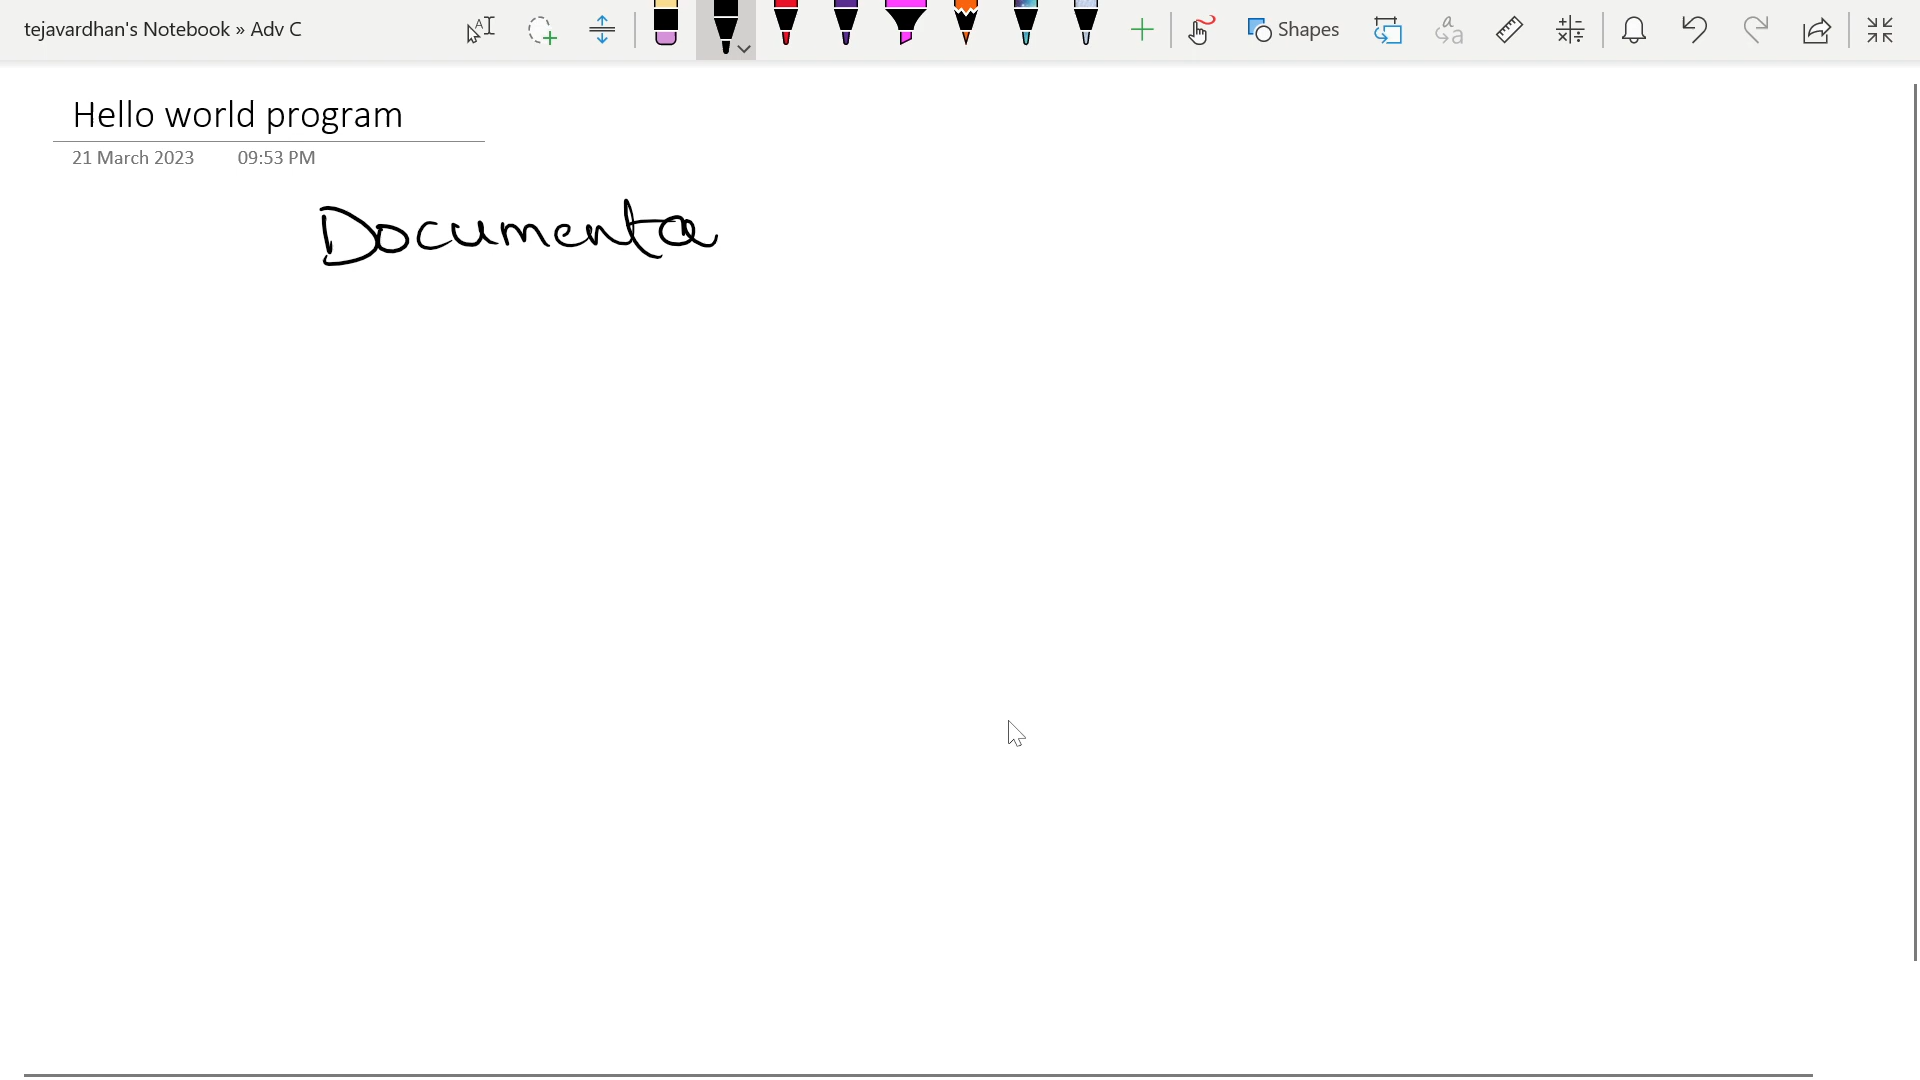 tejavardhan's Notebook » Adv C
Shapes
Hello world program
21 March 2023 09:53 PM
Documenta